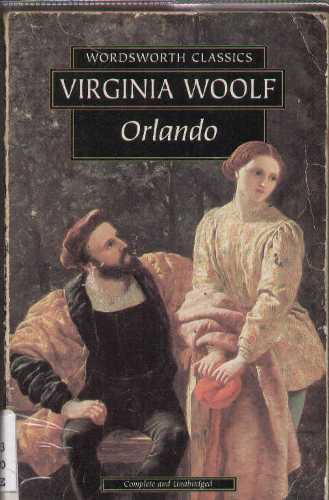 WORDSWORTH CLASSICS
VIRGINIA WOOLF
Orlando
Complete and Unabridged